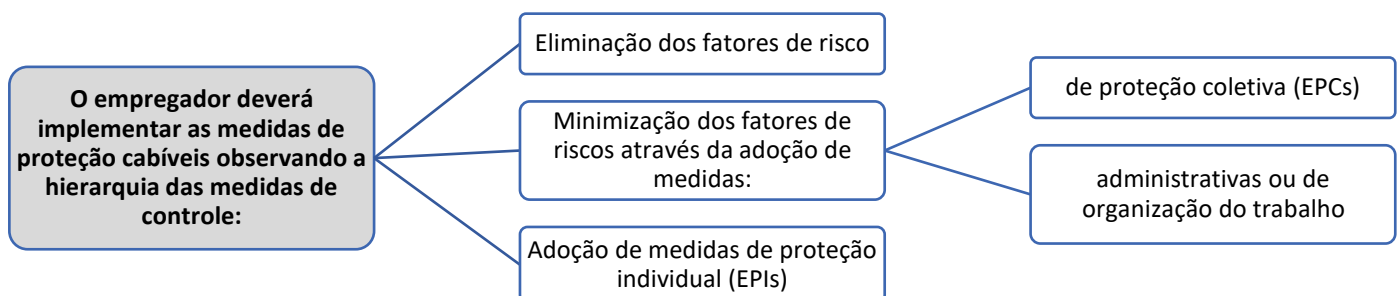 O empregador deverá
implementar as medidas de
proteção cabíveis observando a
hierarquia das medidas de
controle:
Eliminação dos fatores de risco
Minimização dos fatores de
riscos através da adoção de
medidas:
de proteção coletiva (EPCs)
administrativas ou de
organização do trabalho
Adoção de medidas de proteção
individual (EPIs)